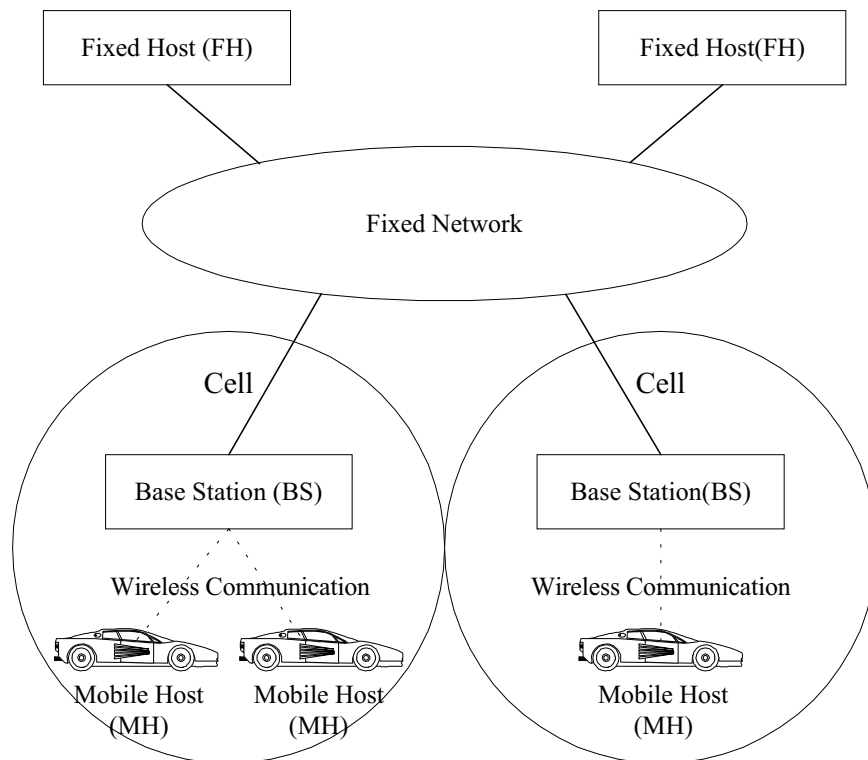 Fixed Host (FH)
Fixed Host(FH)
Fixed Network
Cell
Cell
Base Station (BS)
Base Station(BS)
Wireless Communication
Wireless Communication
Mobile Host
(MH)
Mobile Host
(MH)
Mobile Host
(MH)